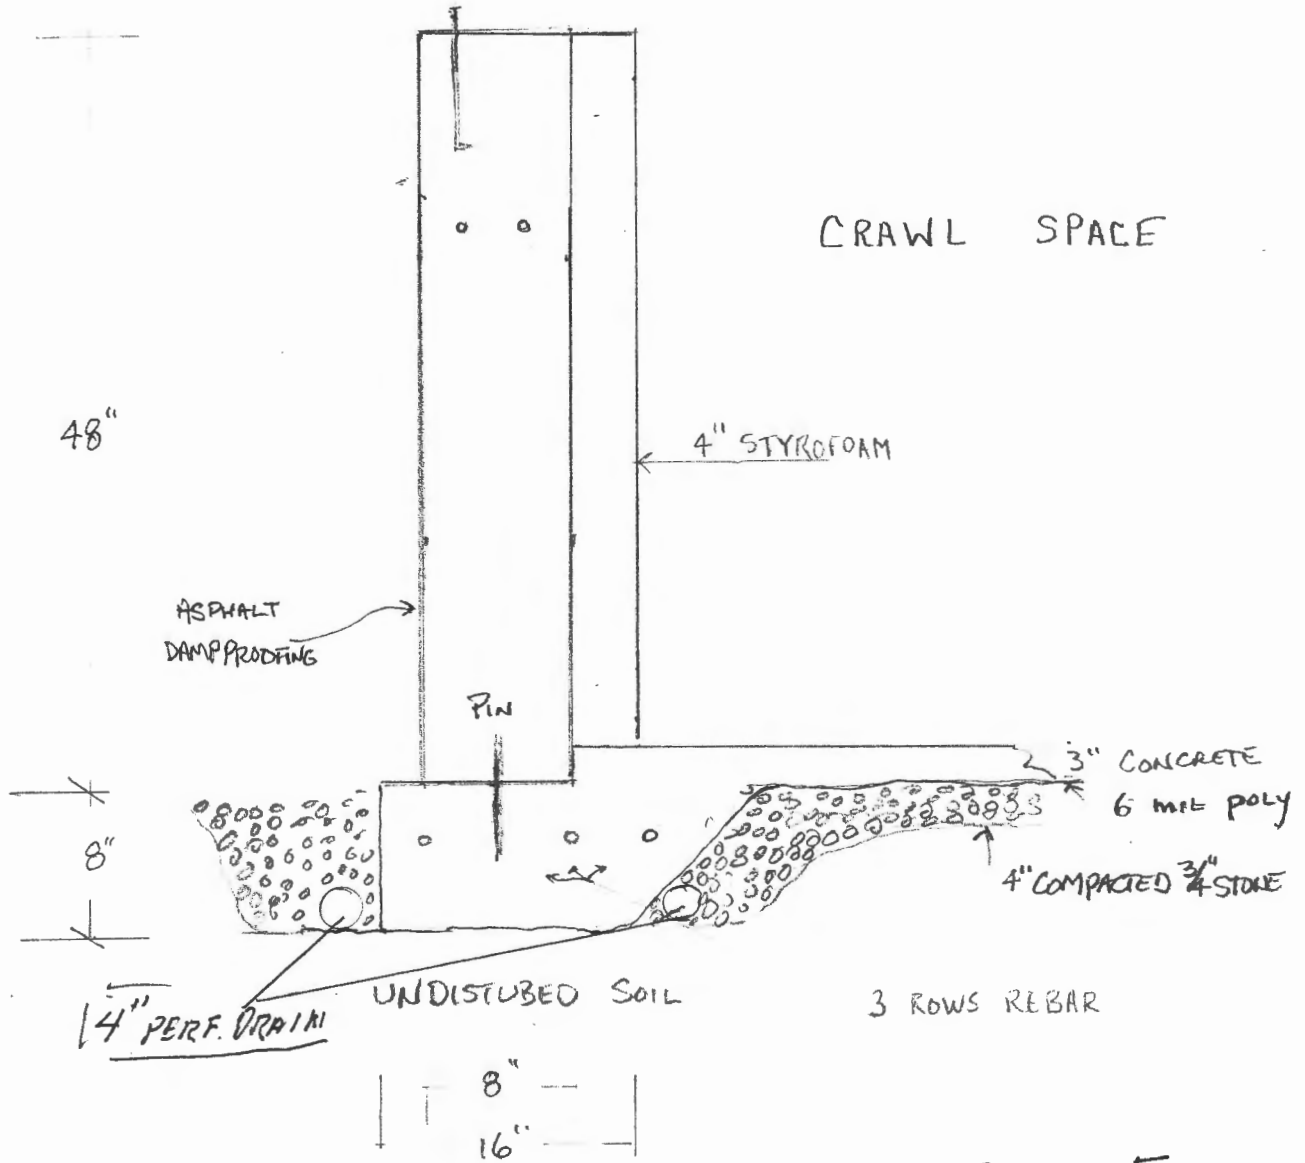 CRAWL SPACE
48"
4" STYROFOAM
ASPHALT
DAMPPROOFING
PIN
3" CONCRETE
6 MIL POLY
8"
4" COMPACTED 3/4" STONE
UNDISTUBED SOIL
3 ROWS REBAR
4" PERF. DRAIN
8"
16"